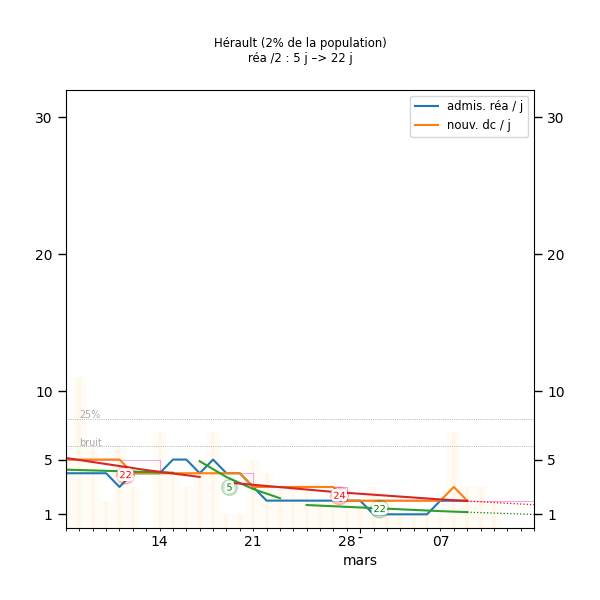 Hérault (2% de la population)
réa /2 : 5 j –> 22 j
admis. réa / j
nouv. dc / j
30 30
20 20
10 10
25%
bruit
5 5
22 5 24 22
1 1
14 21 28 07
mars